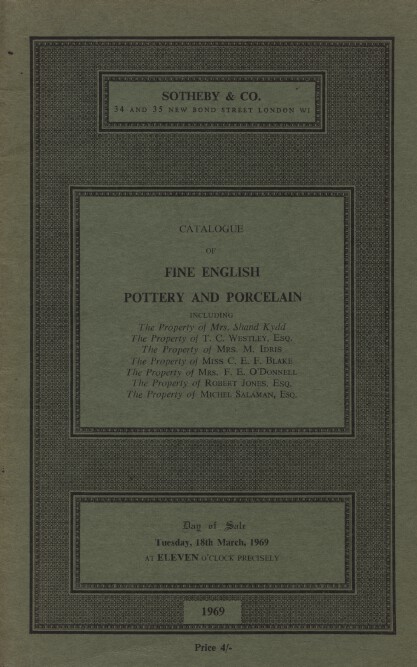 SOTHEBY & CO.
34 AND 35 NEW BOND STREET LONDON W1
CATALOGUE
OF
FINE ENGLISH
POTTERY AND PORCELAIN
INCLUDING
The Property of Mrs. Shand Kydd
The Property of T. C. WESTLEY, ESQ.
The Property of MRS. M. IDRIS
The Property of MISS C. E. F. BLAKE
The Property of MRS. F. E. O'DONNELL
The Property of ROBERT JONES, ESQ.
The Property of MICHEL SALAMAN, ESQ.
Day of Sale
Tuesday, 18th March, 1969
AT ELEVEN O'CLOCK PRECISELY
1969
Price 4/-